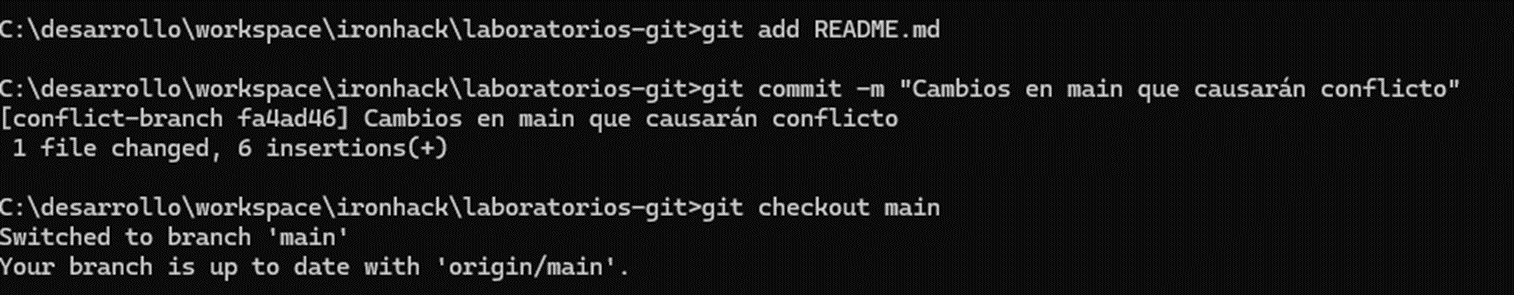 C:\desarrollo\workspace\ironhack\laboratorios-git>git add README.md
C:\desarrollo\workspace\ironhack\laboratorios-git>git commit -m "Cambios en main que causarán conflicto"
[conflict-branch fa4ad46] Cambios en main que causarán conflicto
 1 file changed, 6 insertions(+)
C:\desarrollo\workspace\ironhack\laboratorios-git>git checkout main
Switched to branch 'main'
Your branch is up to date with 'origin/main'.